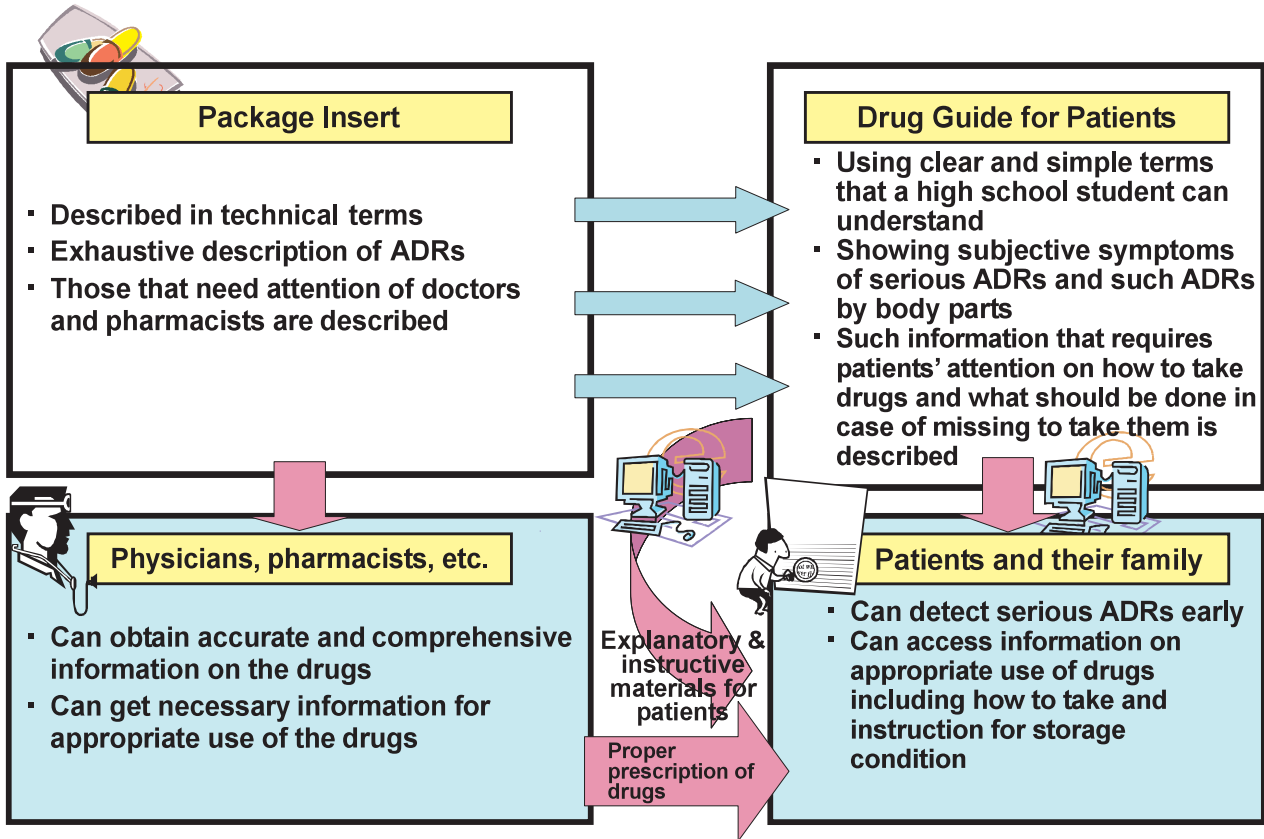 Package Insert
▪ Described in technical terms
▪ Exhaustive description of ADRs
▪ Those that need attention of doctors
and pharmacists are described
Drug Guide for Patients
▪ Using clear and simple terms
that a high school student can
understand
▪ Showing subjective symptoms
of serious ADRs and such ADRs
by body parts
▪ Such information that requires
patients’ attention on how to take
drugs and what should be done in
case of missing to take them is
described
Physicians, pharmacists, etc.
▪ Can obtain accurate and comprehensive
information on the drugs
▪ Can get necessary information for
appropriate use of the drugs
Explanatory &
instructive
materials for
patients
Proper
prescription of
drugs
Patients and their family
▪ Can detect serious ADRs early
▪ Can access information on
appropriate use of drugs
including how to take and
instruction for storage
condition